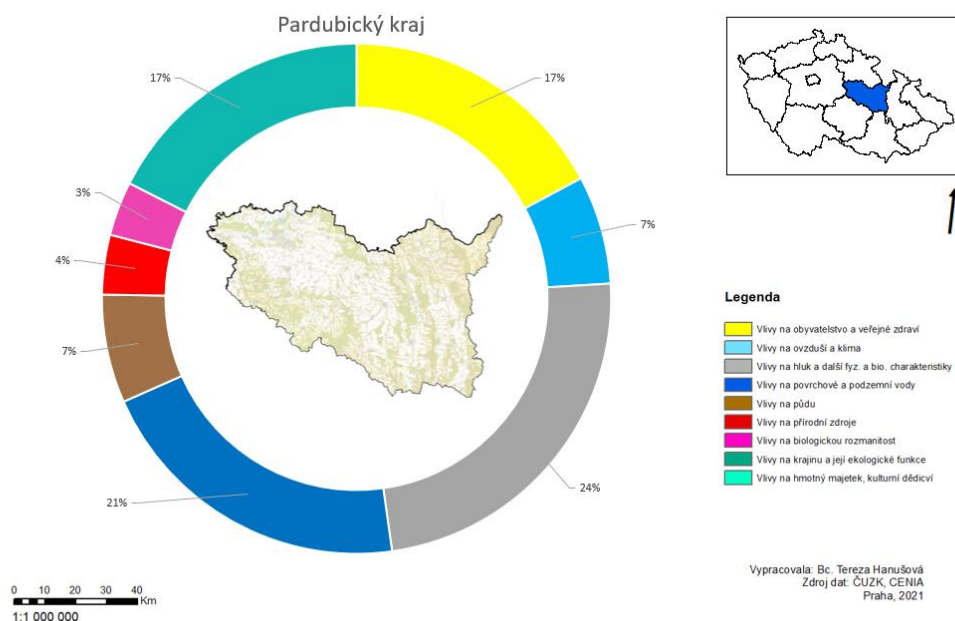 Pardubický kraj
17%
17%
3%
7%
4%
7%
21%
24%
Legenda
Vlivy na obyvatelstvo a veřejné zdraví
Vlivy na ovzduší a klima
Vlivy na hluk a další fyz. a bio. charakteristiky
Vlivy na povrchové a podzemní vody
Vlivy na půdu
Vlivy na přírodní zdroje
Vlivy na biologickou rozmanitost
Vlivy na krajinu a její ekologické funkce
Vlivy na hmotný majetek, kulturní dědicví
Vypracovala: Bc. Tereza Hanušová
Zdroj dat: ČUZK, CENIA
Praha, 2021
0 10 20 30 40
Km
1:1 000 000